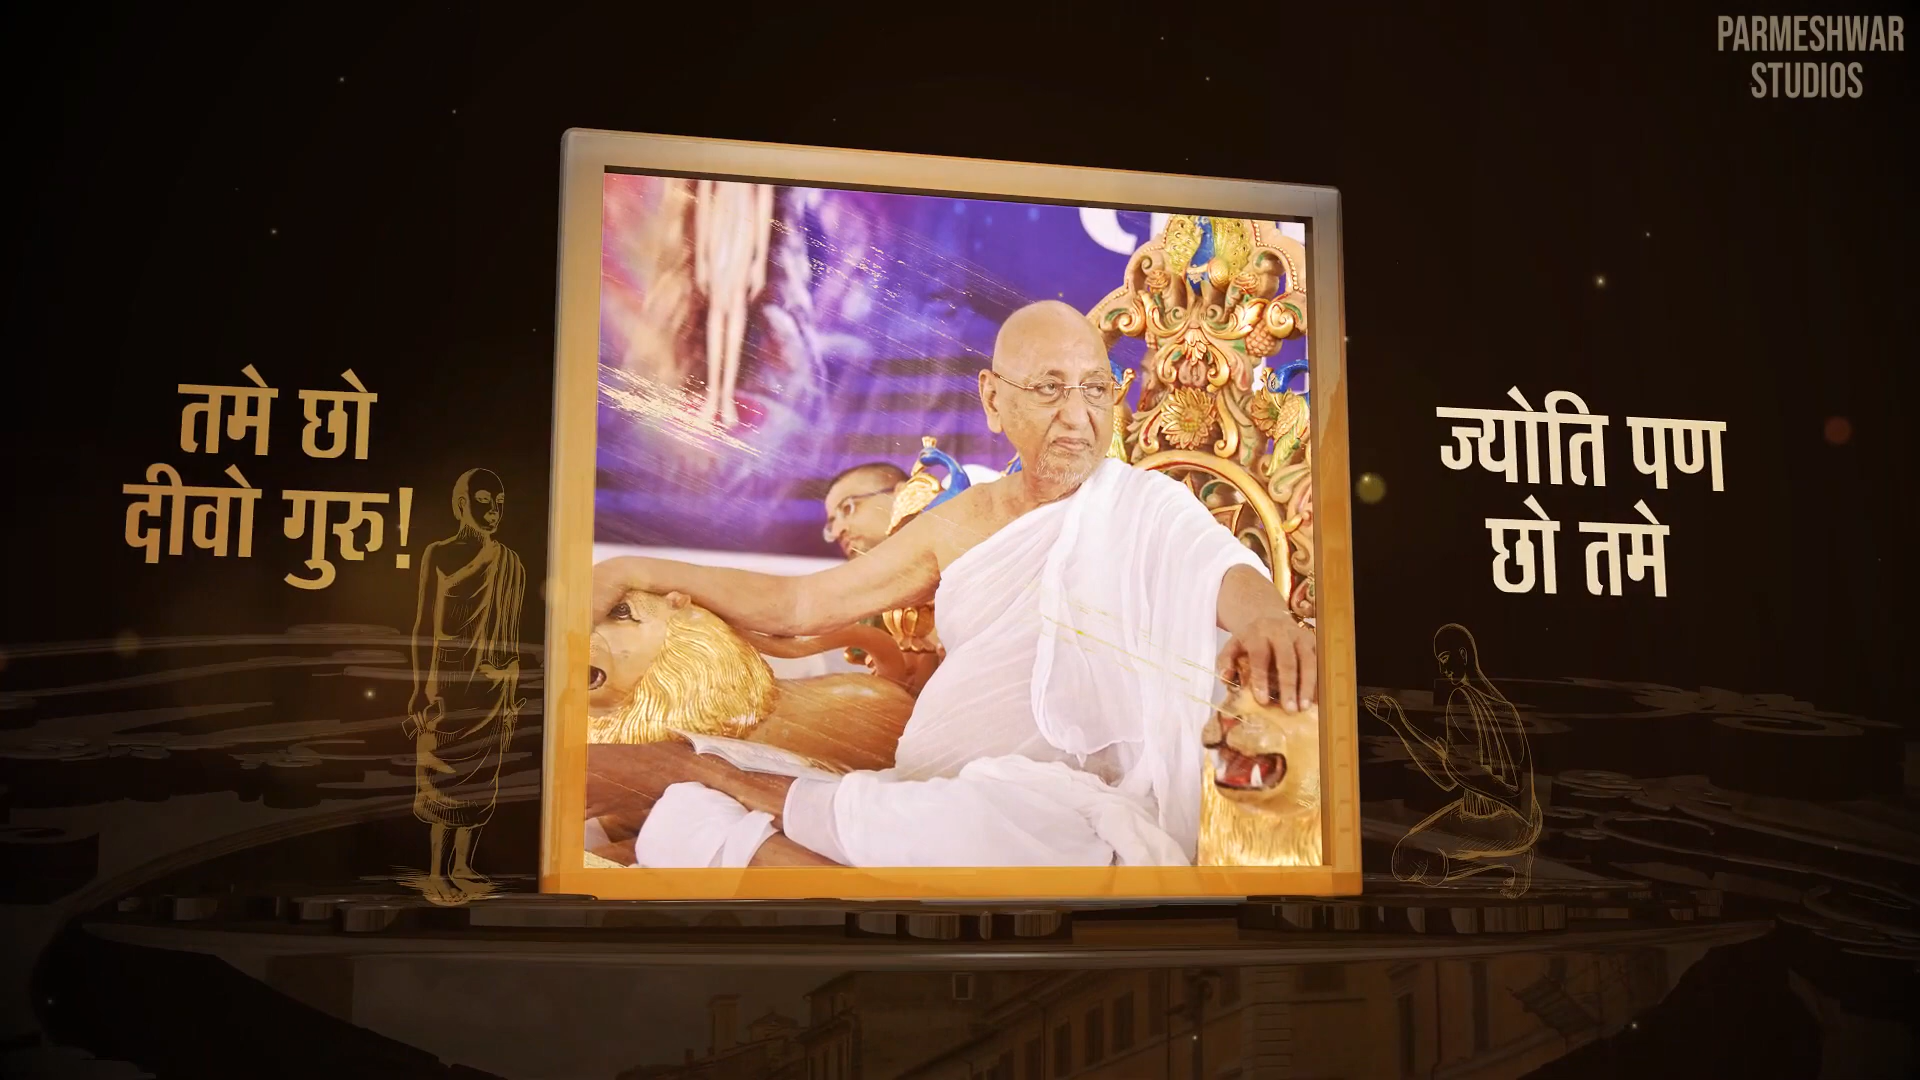 PARMESHWAR
STUDIOS
तमे छो
दीवो गुरु!
ज्योति पण
छो तमे